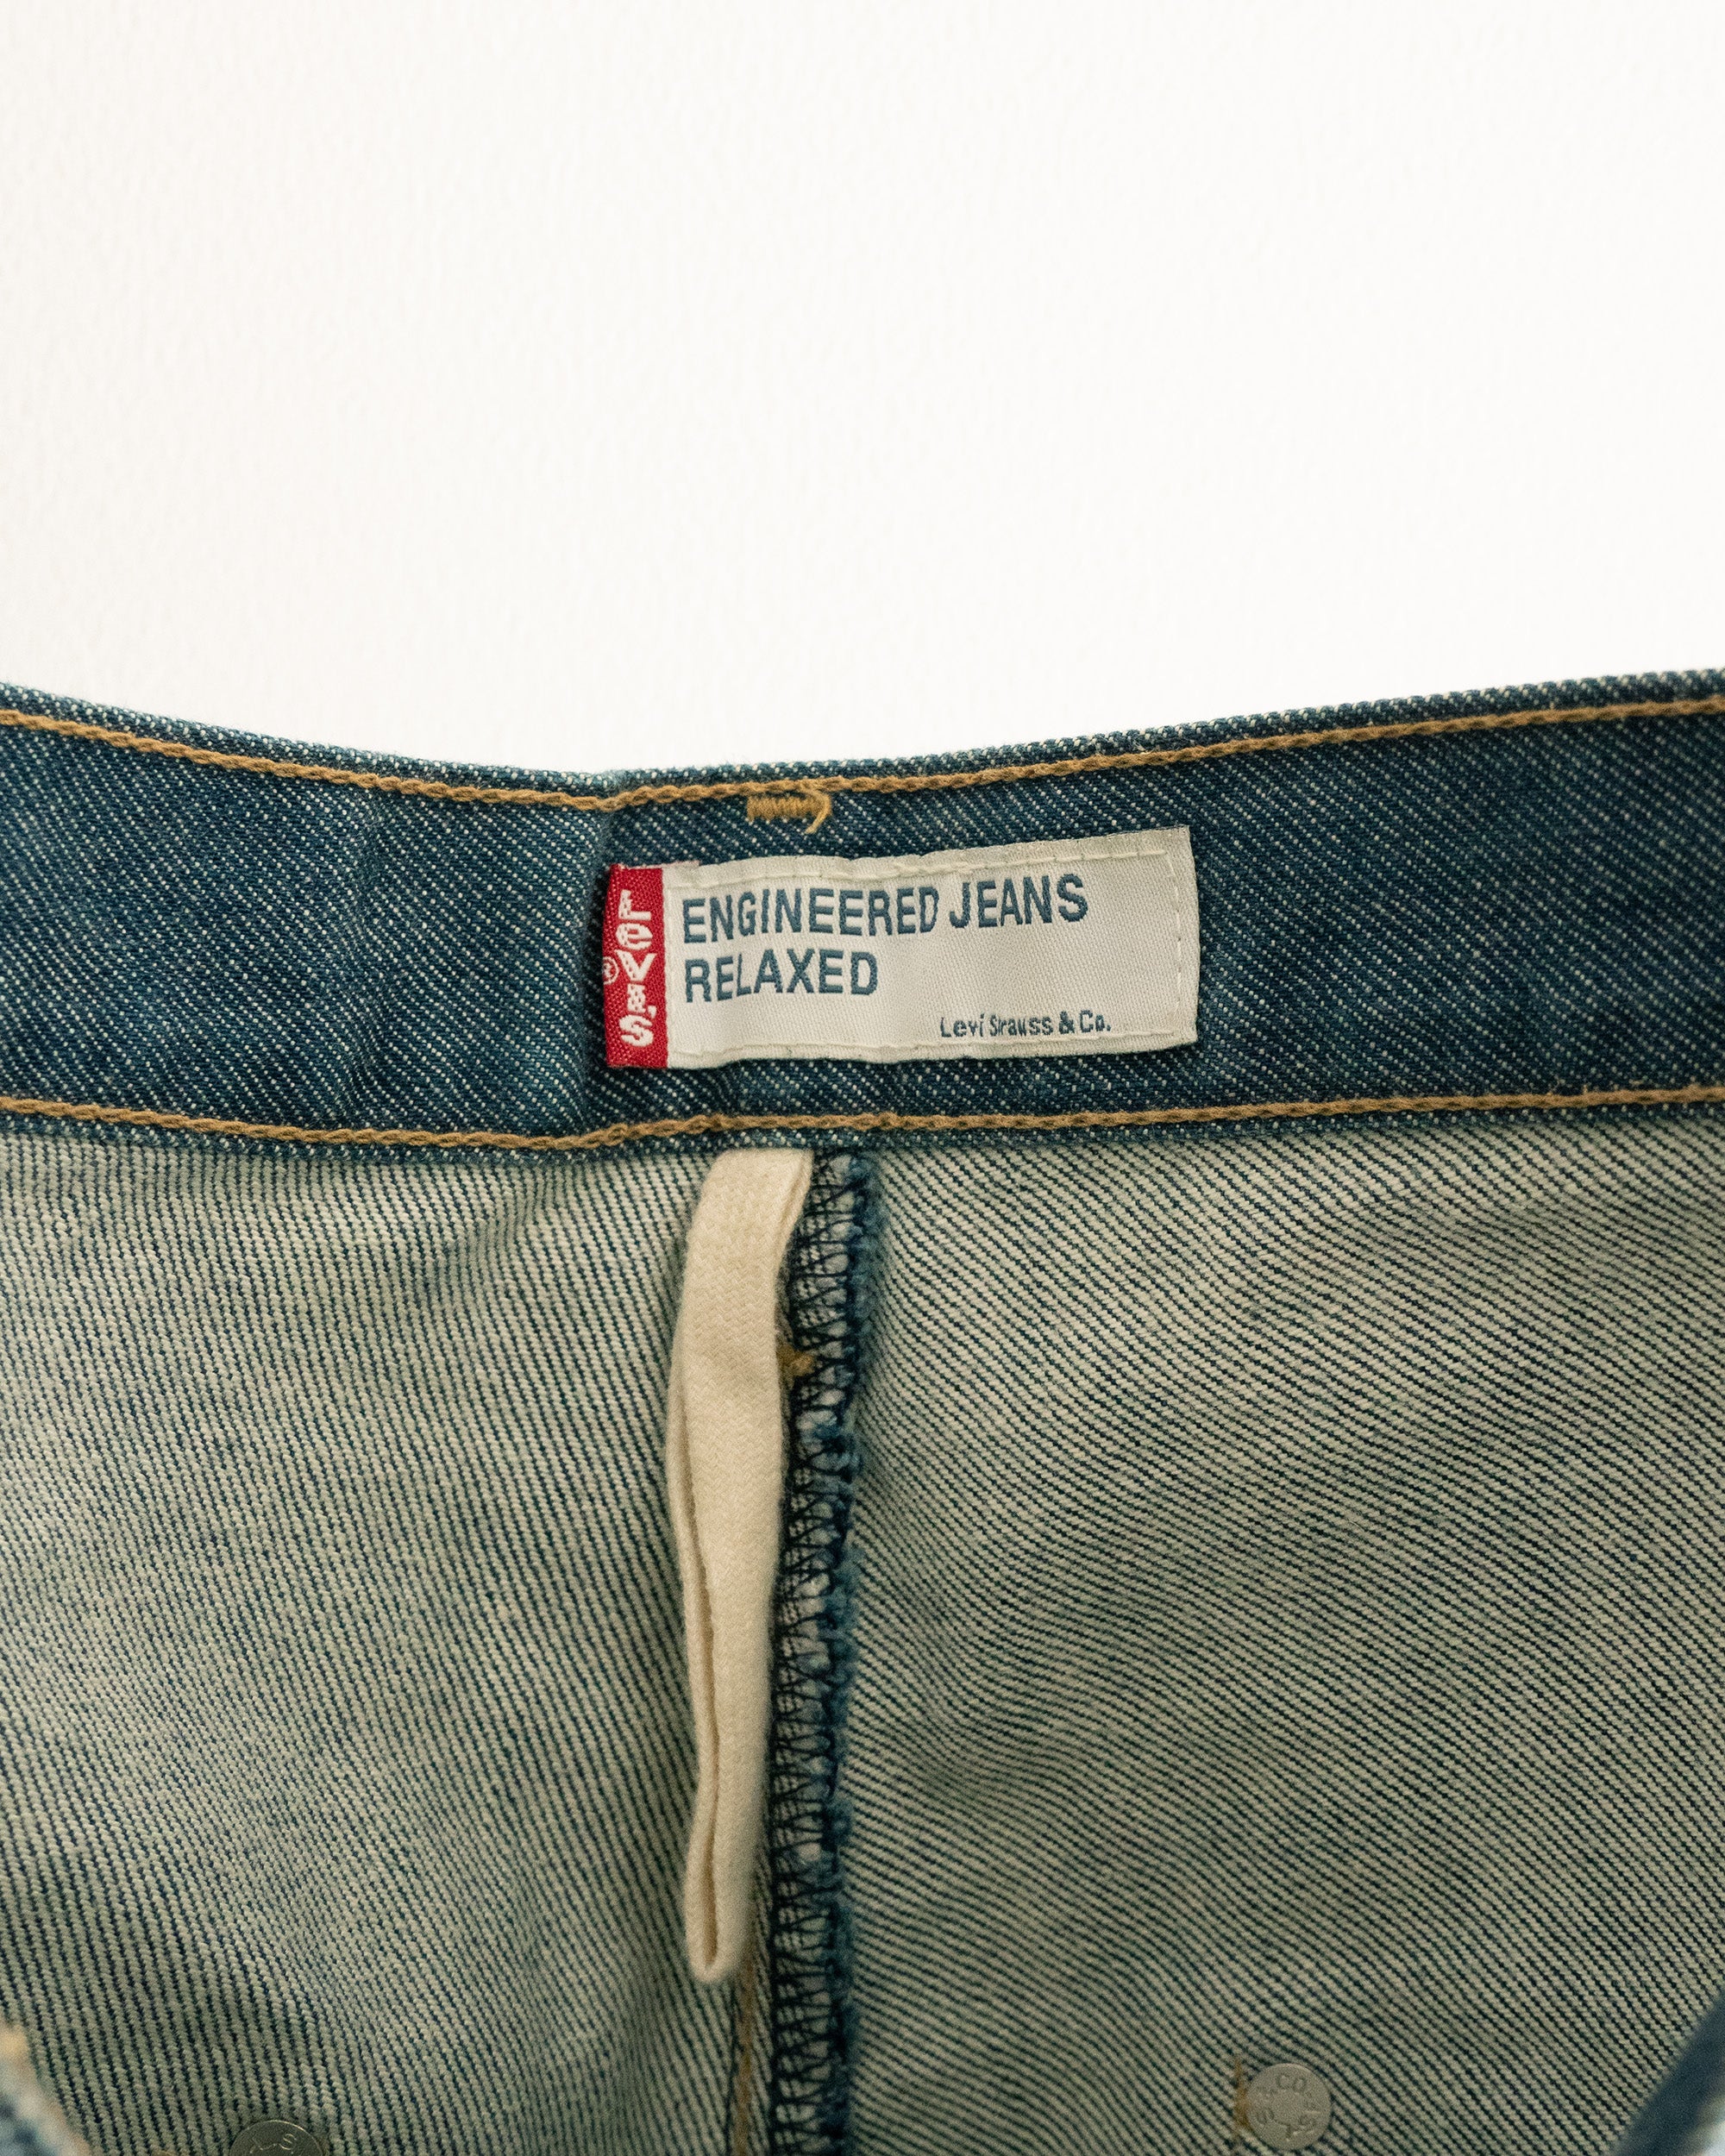 LEVI'S®
ENGINEERED JEANS
RELAXED
Levi Strauss & Co.